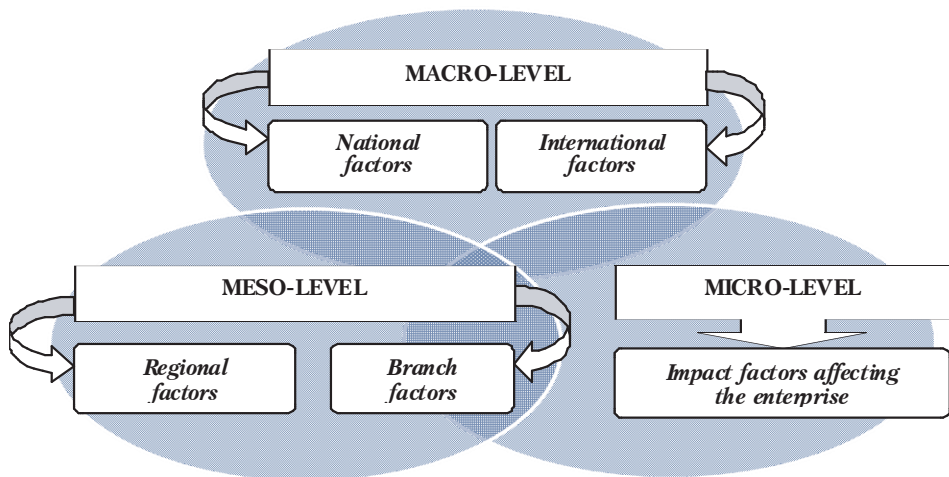 MACRO-LEVEL
National
factors
International
factors
MESO-LEVEL
Regional
factors
Branch
factors
MICRO-LEVEL
Impact factors affecting
the enterprise